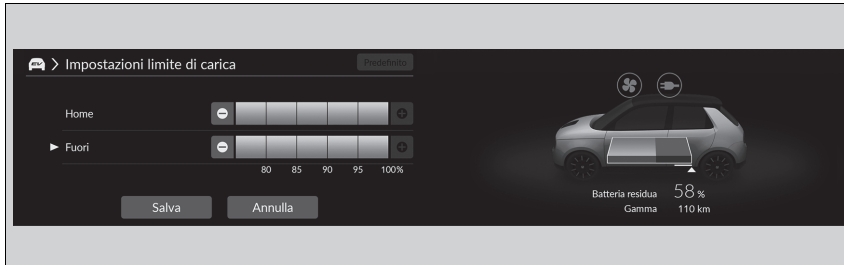 Impostazioni limite di carica
Predefinito
Home
Fuori
80 85 90 95 100%
Salva Annulla
Batteria residua 58 %
Gamma 110 km